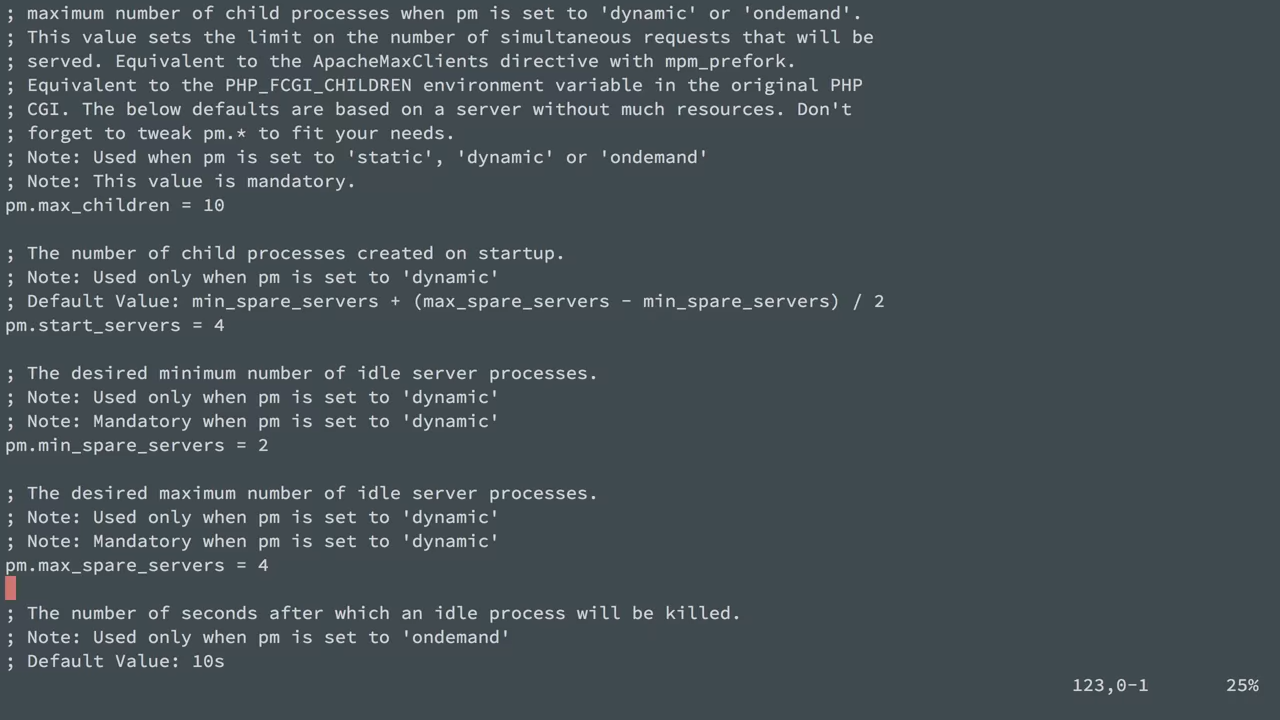 ; maximum number of child processes when pm is set to 'dynamic' or 'ondemand'.
; This value sets the limit on the number of simultaneous requests that will be
; served. Equivalent to the ApacheMaxClients directive with mpm_prefork.
; Equivalent to the PHP_FCGI_CHILDREN environment variable in the original PHP
; CGI. The below defaults are based on a server without much resources. Don't
; forget to tweak pm.* to fit your needs.
; Note: Used when pm is set to 'static', 'dynamic' or 'ondemand'
; Note: This value is mandatory.
pm.max_children = 10
; The number of child processes created on startup.
; Note: Used only when pm is set to 'dynamic'
; Default Value: min_spare_servers + (max_spare_servers - min_spare_servers) / 2
pm.start_servers = 4
; The desired minimum number of idle server processes.
; Note: Used only when pm is set to 'dynamic'
; Note: Mandatory when pm is set to 'dynamic'
pm.min_spare_servers = 2
; The desired maximum number of idle server processes.
; Note: Used only when pm is set to 'dynamic'
; Note: Mandatory when pm is set to 'dynamic'
pm.max_spare_servers = 4
; The number of seconds after which an idle process will be killed.
; Note: Used only when pm is set to 'ondemand'
; Default Value: 10s
123,0-1 25%